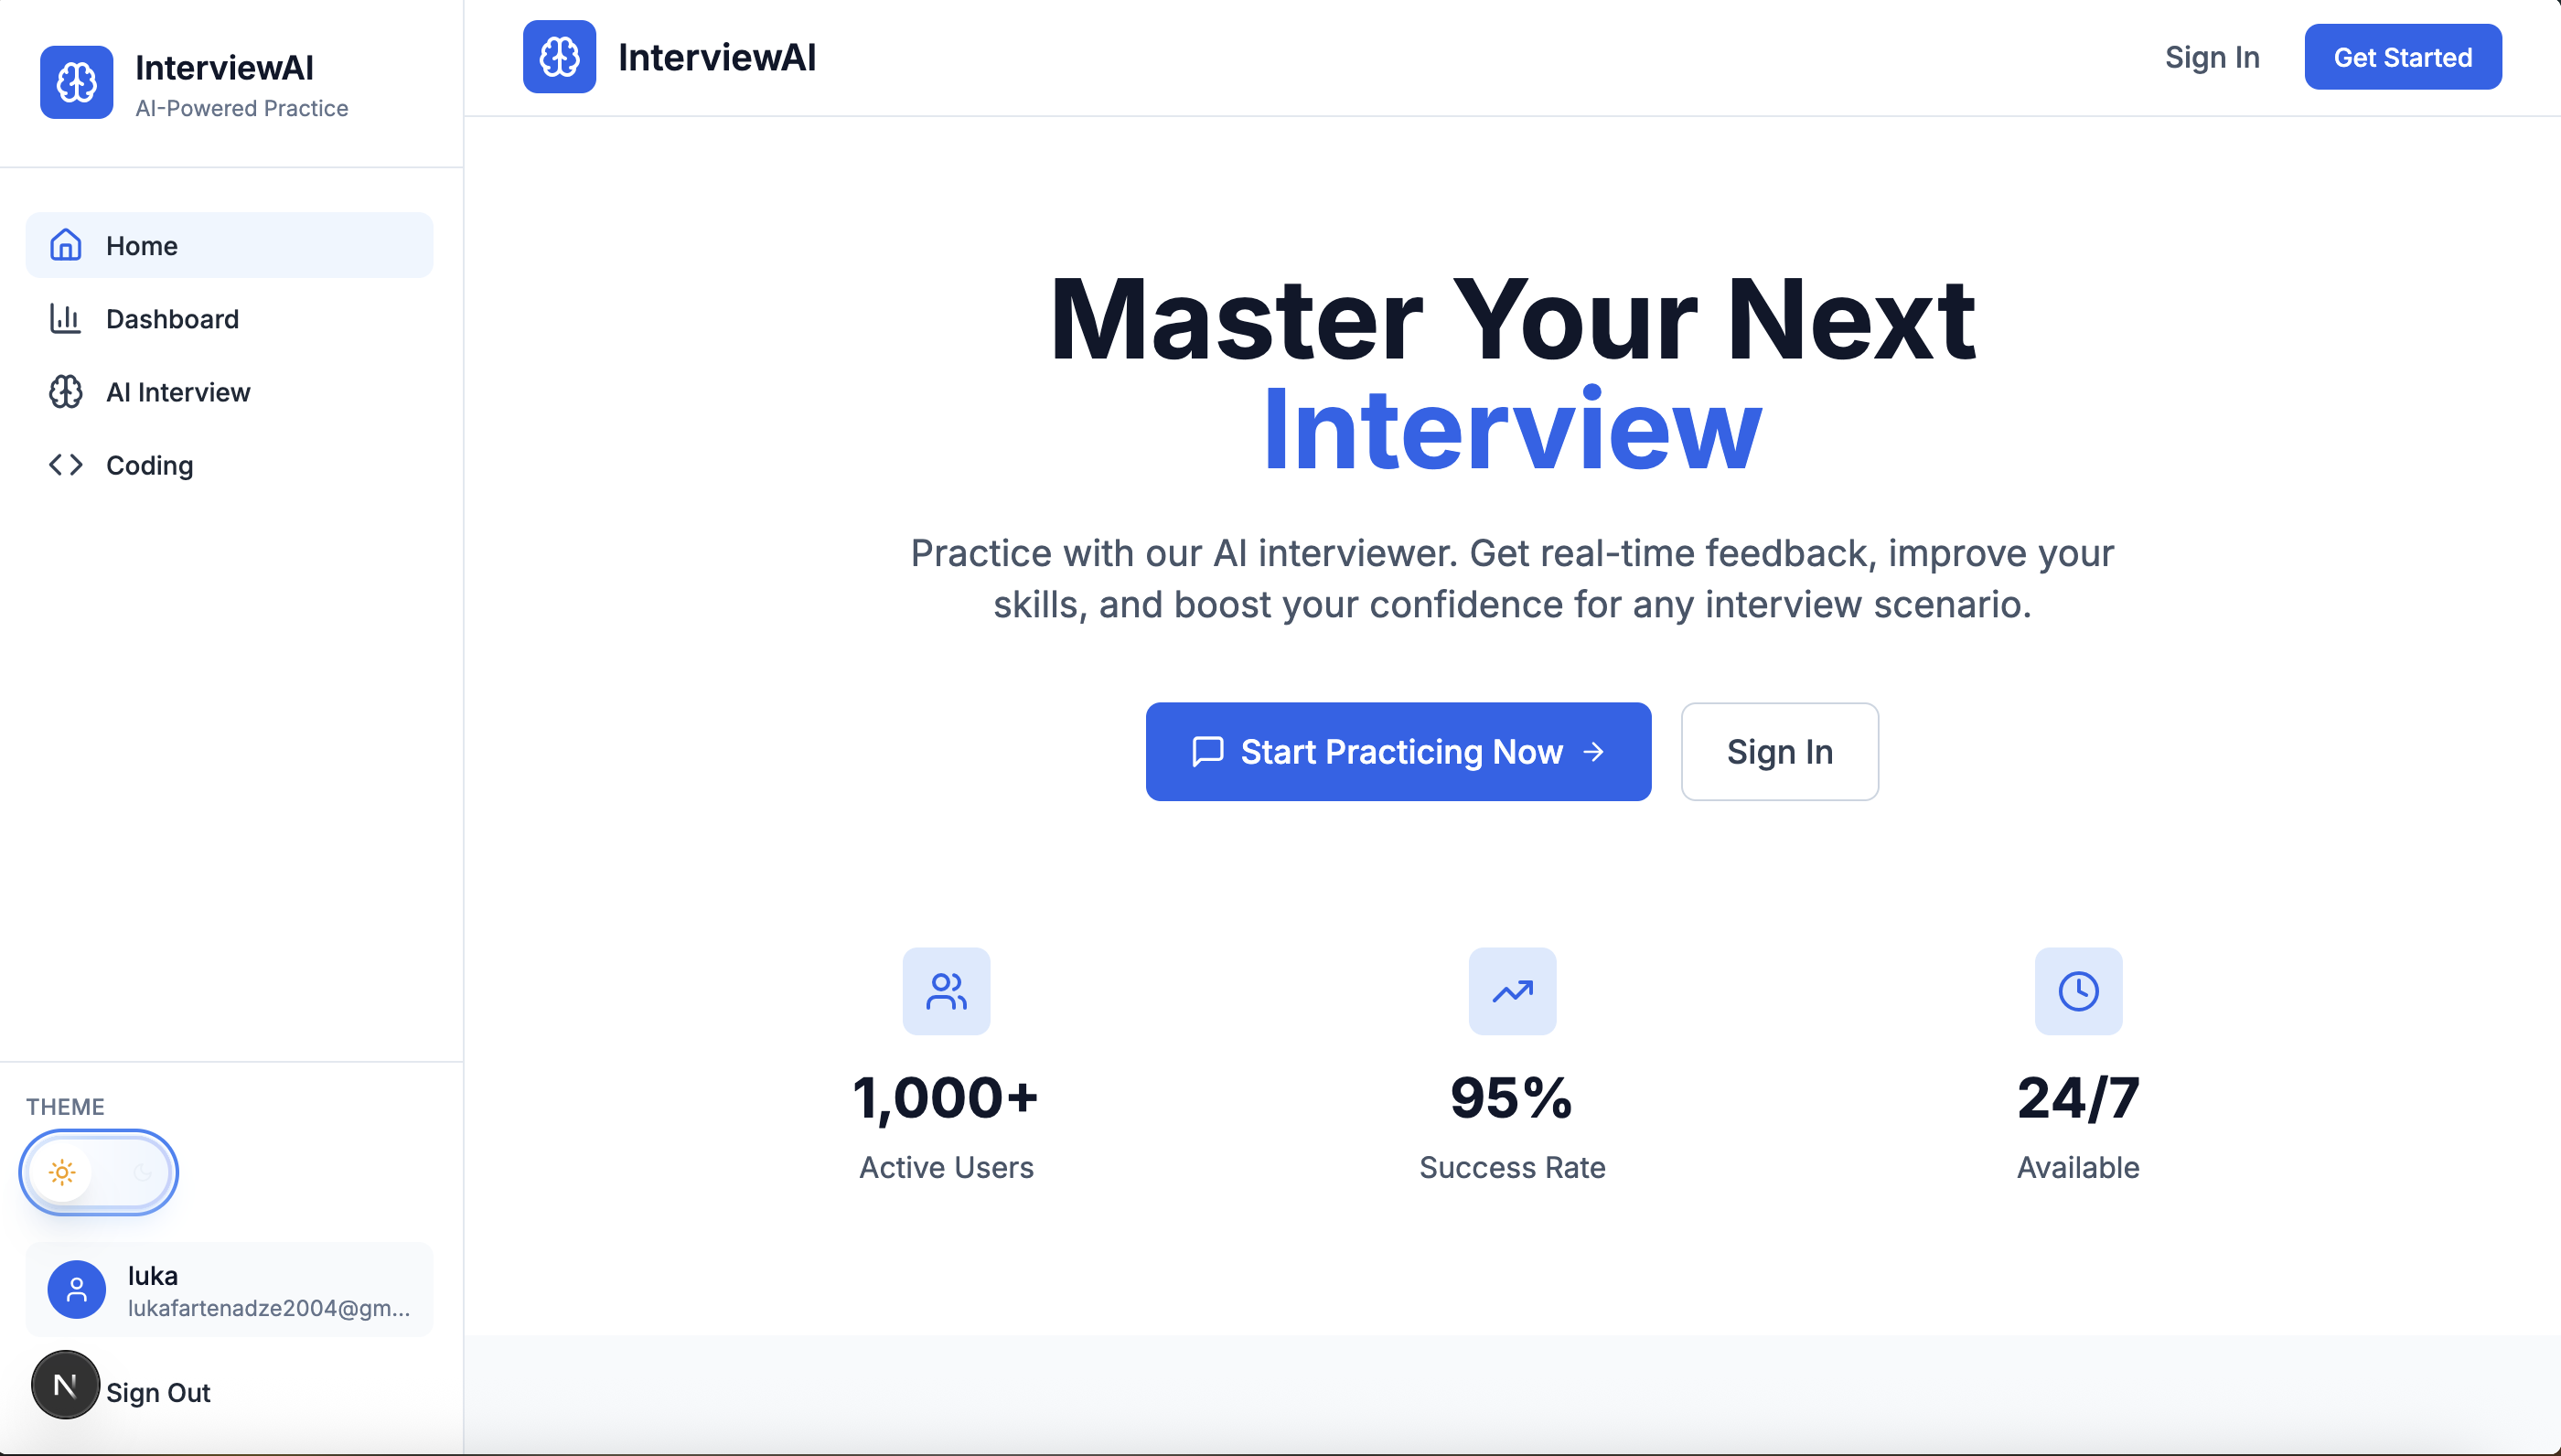 InterviewAI
AI-Powered Practice
Home
Dashboard
AI Interview
Coding
THEME
luka
lukafartenadze2004@gm...
N
Sign Out
InterviewAI
Sign In
Get Started
Master Your Next
Interview
Practice with our AI interviewer. Get real-time feedback, improve your
skills, and boost your confidence for any interview scenario.
Start Practicing Now
Sign In
1,000+
Active Users
95%
Success Rate
24/7
Available